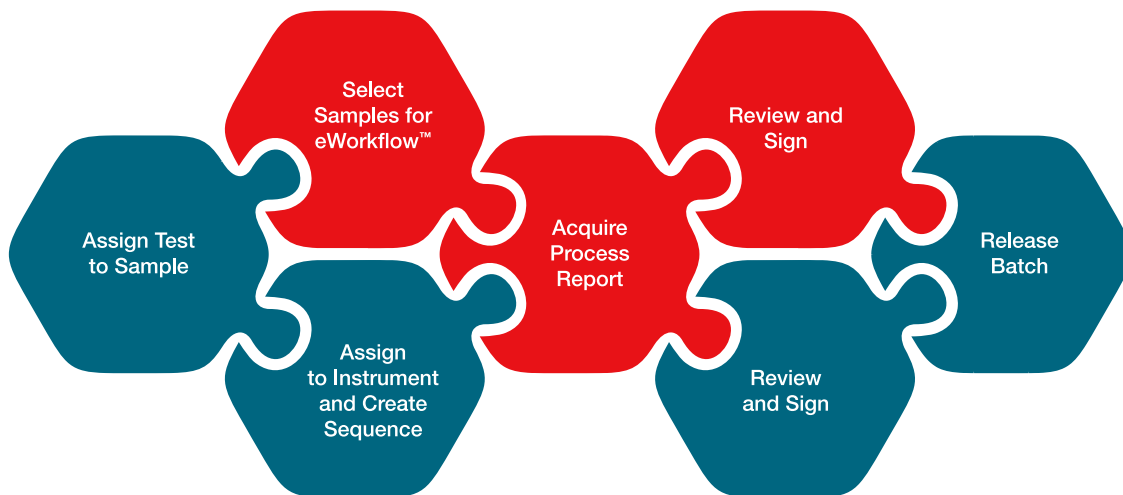 Assign Test
to Sample
Select
Samples for
eWorkflow™
Assign
to Instrument
and Create
Sequence
Acquire
Process
Report
Review and
Sign
Review
and Sign
Release
Batch